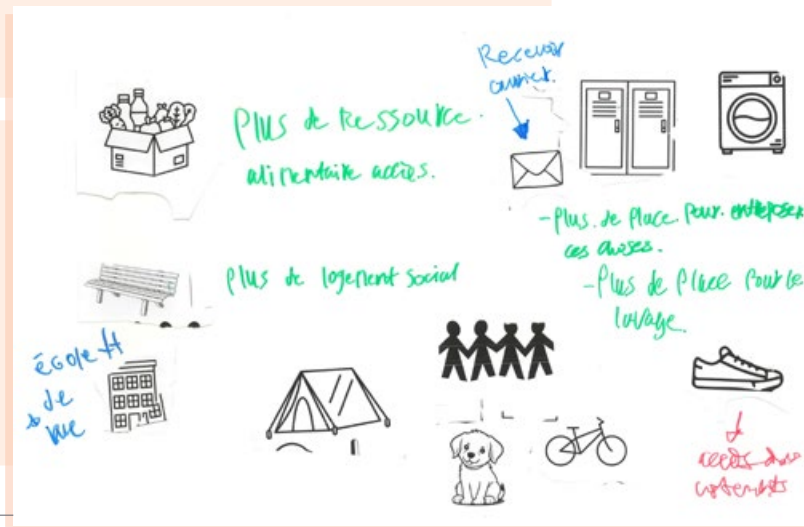 Plus de ressource.
alimentaire accès.
Recevoir
courrier.
- Plus de place pour entreposer
ces choses.
- Plus de place pour le
lavage.
Plus de logement social
école
de
rue